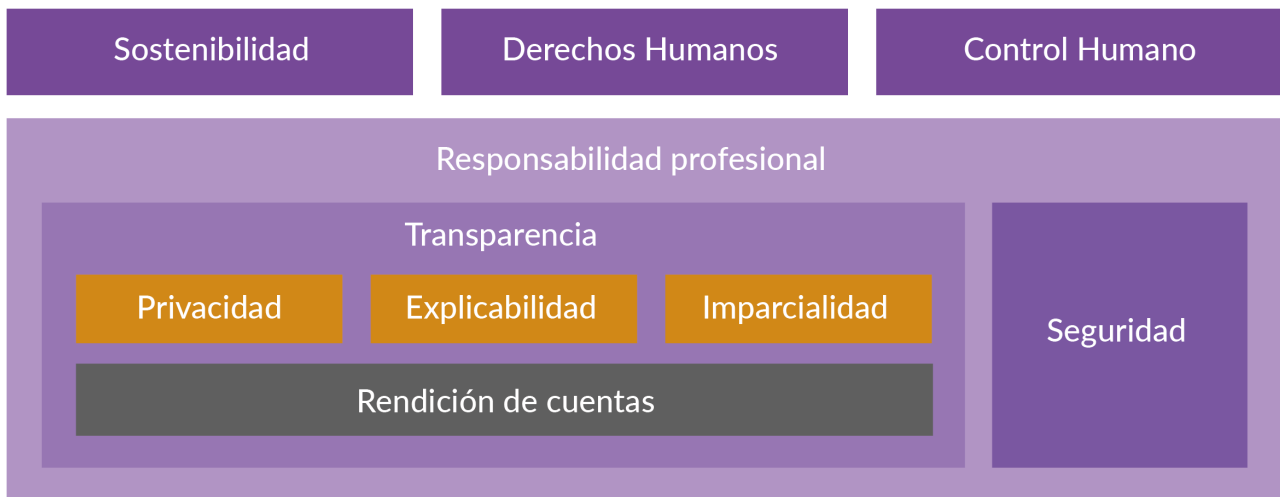 Sostenibilidad
Derechos Humanos
Control Humano
Responsabilidad profesional
Transparencia
Privacidad
Explicabilidad
Imparcialidad
Rendición de cuentas
Seguridad